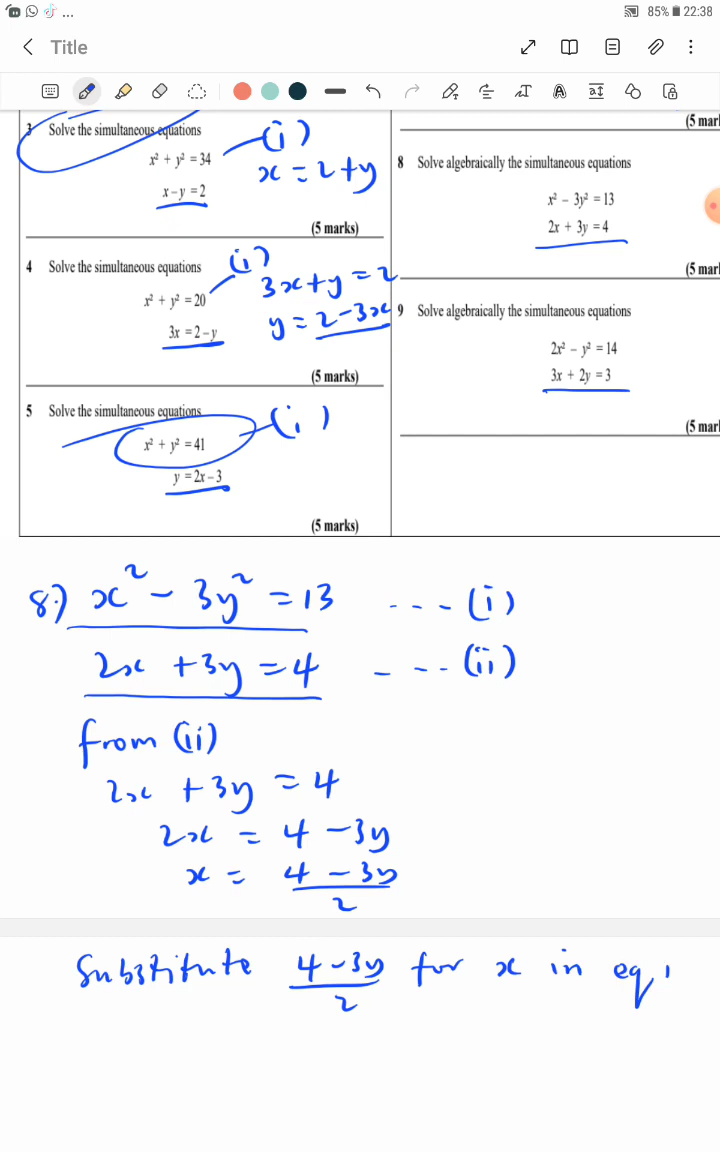 ... 85% 22:38
Title
3 Solve the simultaneous equations
x² + y² = 34 (i)
x - y = 2 x = 2 + y
(5 marks)
4 Solve the simultaneous equations (i)
x² + y² = 20 3x + y = 2
3x = 2 - y y = 2 - 3x
(5 marks)
5 Solve the simultaneous equations
x² + y² = 41 (i)
y = 2x - 3
(5 marks)
(5 mar
8 Solve algebraically the simultaneous equations
x² - 3y² = 13
2x + 3y = 4
(5 mar
9 Solve algebraically the simultaneous equations
2x² - y² = 14
3x + 2y = 3
(5 mar
8) x² - 3y² = 13 --- (i)
2x + 3y = 4 --- (ii)
from (ii)
2x + 3y = 4
2x = 4 - 3y
x = (4 - 3y)/2
Substitute (4 - 3y)/2 for x in eq'